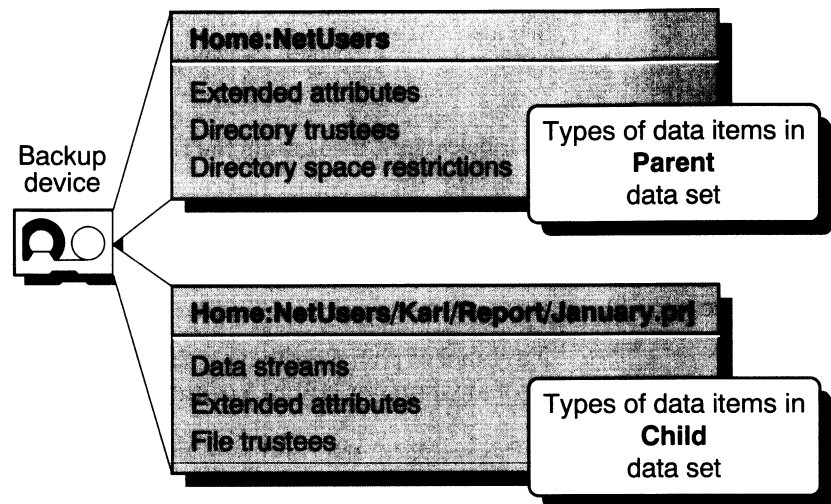 Home:NetUsers
Extended attributes
Directory trustees
Directory space restrictions
Types of data items in
Parent
data set
Backup
device
Home:NetUsers/Karl/Report/January.prj
Data streams
Extended attributes
File trustees
Types of data items in
Child
data set